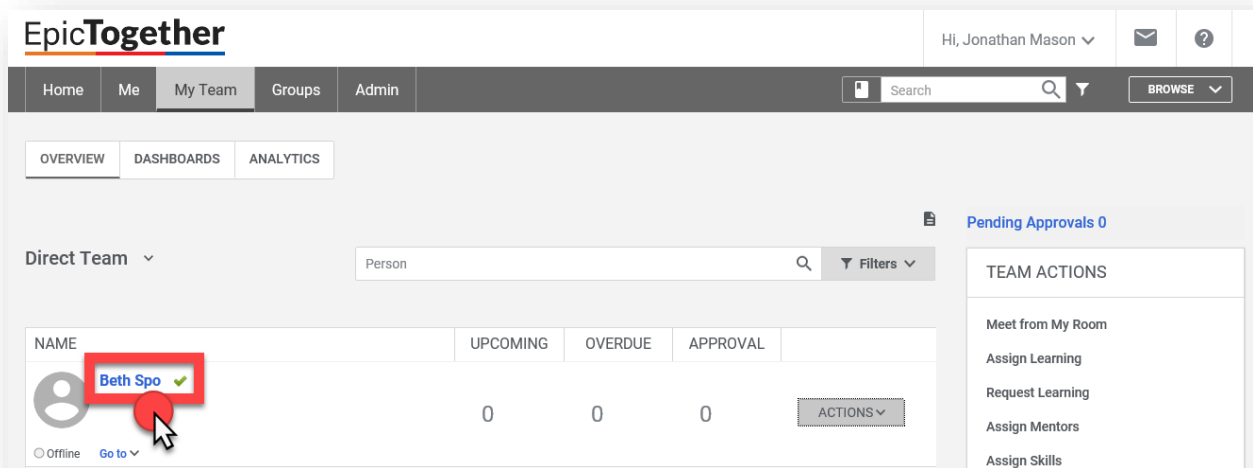 EpicTogether
Hi, Jonathan Mason
Home Me My Team Groups Admin
Search
BROWSE
OVERVIEW DASHBOARDS ANALYTICS
Pending Approvals 0
Direct Team
Person
Filters
TEAM ACTIONS
Meet from My Room
Assign Learning
Request Learning
Assign Mentors
Assign Skills
NAME UPCOMING OVERDUE APPROVAL
Beth Spo
0 0 0 ACTIONS
Offline Go to